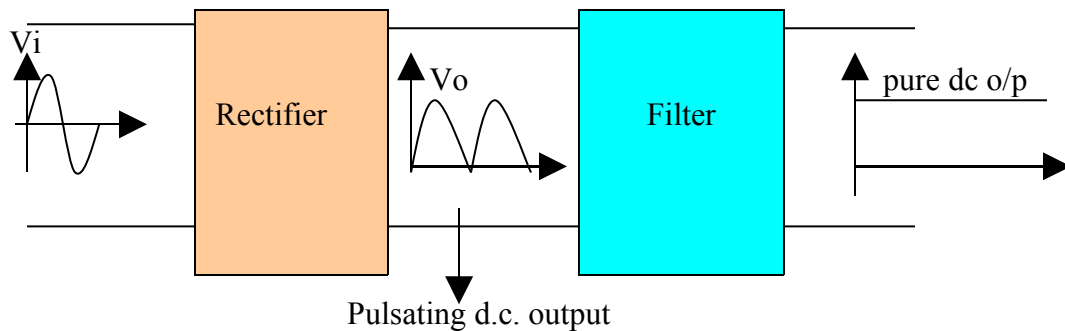 Vi
Rectifier
Vo
Filter
pure dc o/p
Pulsating d.c. output